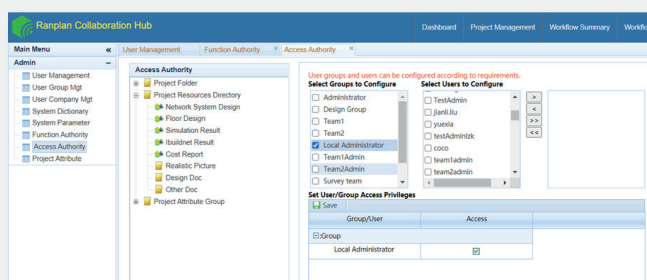 Ranplan Collaboration Hub
Dashboard Project Management Workflow Summary
Main Menu «
User Management Function Authority × Access Authority ×
Admin −
User Management
User Group Mgt
User Company Mgt
System Dictionary
System Parameter
Function Authority
Access Authority
Project Attribute
Access Authority
Project Folder
Project Resources Directory
Network System Design
Floor Design
Simulation Result
Ibuildnet Result
Cost Report
Realistic Picture
Design Doc
Other Doc
Project Attribute Group
User groups and users can be configured according to requirements.
Select Groups to Configure
Administrator
Design Group
Team1
Team2
Local Administrator
Team1Admin
Team2Admin
Survey team
Select Users to Configure
TestAdmin
jianli.liu
yuexia
testAdminlzk
coco
team1admin
team2admin
>
<
>>
<<
Set User/Group Access Privileges
Save
Group/User Access
:Group
Local Administrator